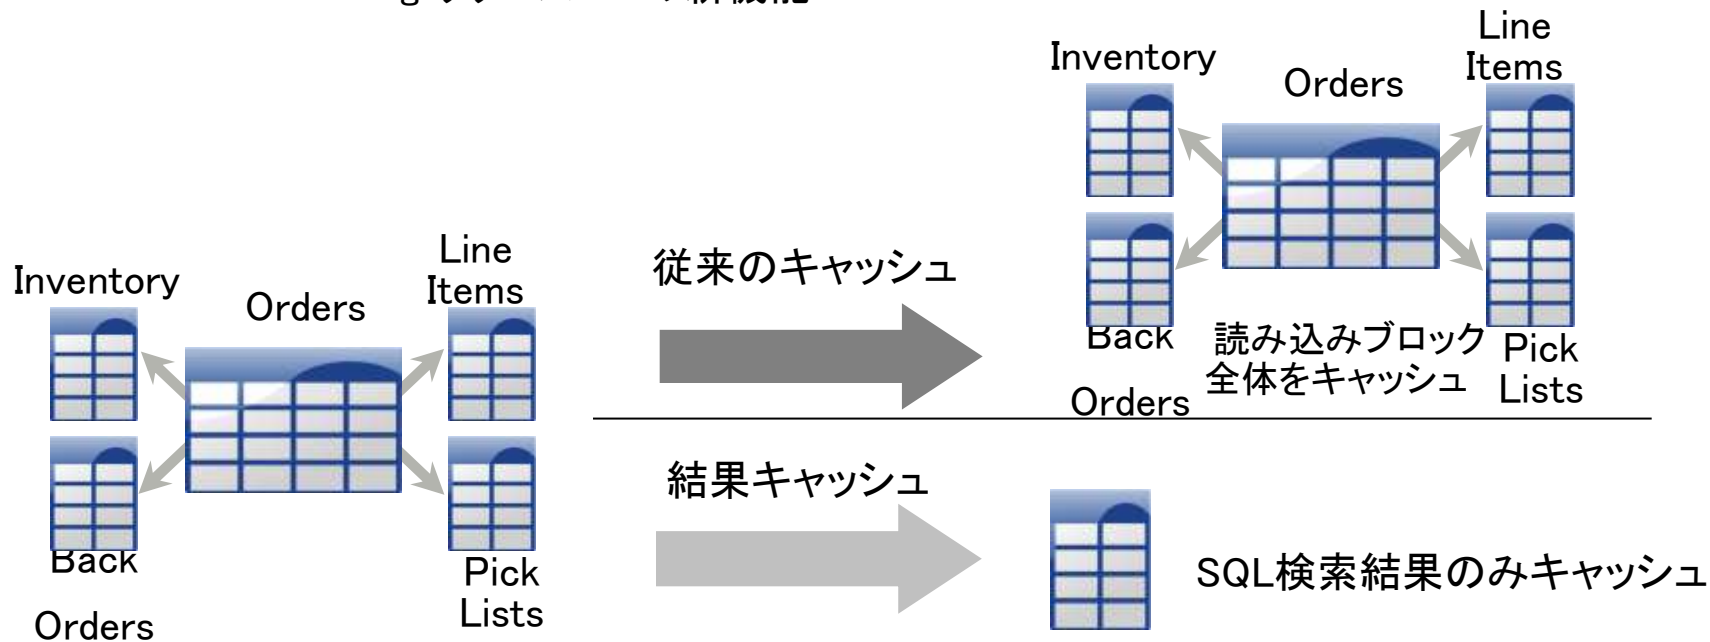 Inventory
Orders
Line
Items
Back
Orders
Pick
Lists
従来のキャッシュ
Inventory
Orders
Line
Items
Back
Orders
読み込みブロック
全体をキャッシュ
Pick
Lists
結果キャッシュ
SQL検索結果のみキャッシュ